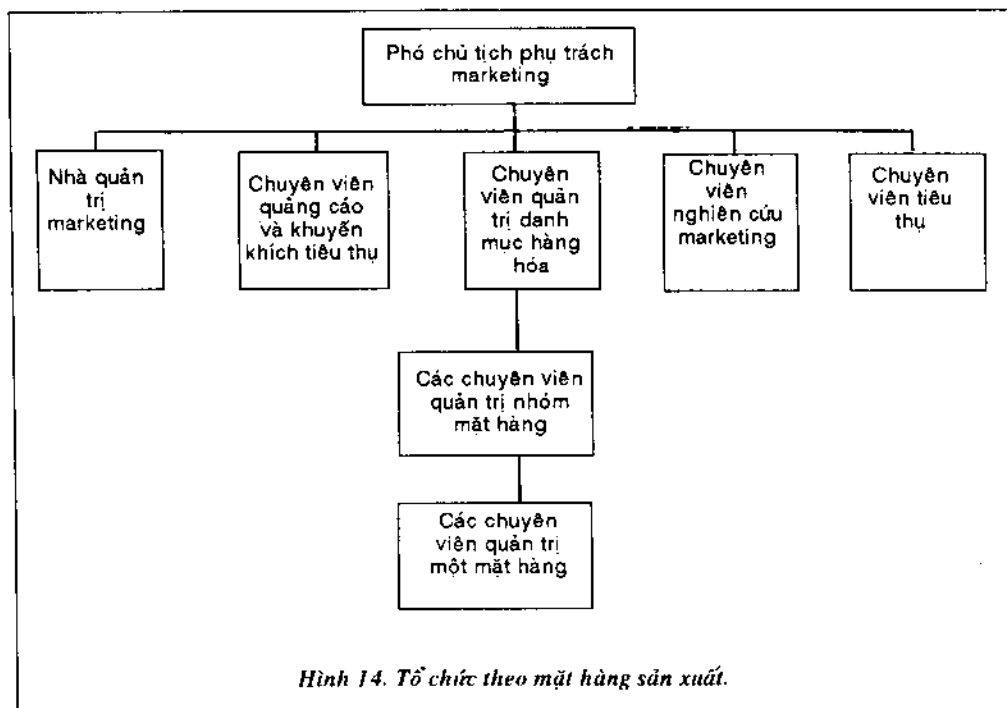 Phó chủ tịch phụ trách
marketing
Nhà quản
trị
marketing
Chuyên viên
quảng cáo
và khuyến
khích tiêu thụ
Chuyên
viên quản
trị danh
mục hàng
hóa
Chuyên
viên
nghiên cứu
marketing
Chuyên
viên tiêu
thụ
Các chuyên viên
quản trị nhóm
mặt hàng
Các chuyên
viên quản trị
một mặt hàng
Hình 14. Tổ chức theo mặt hàng sản xuất.